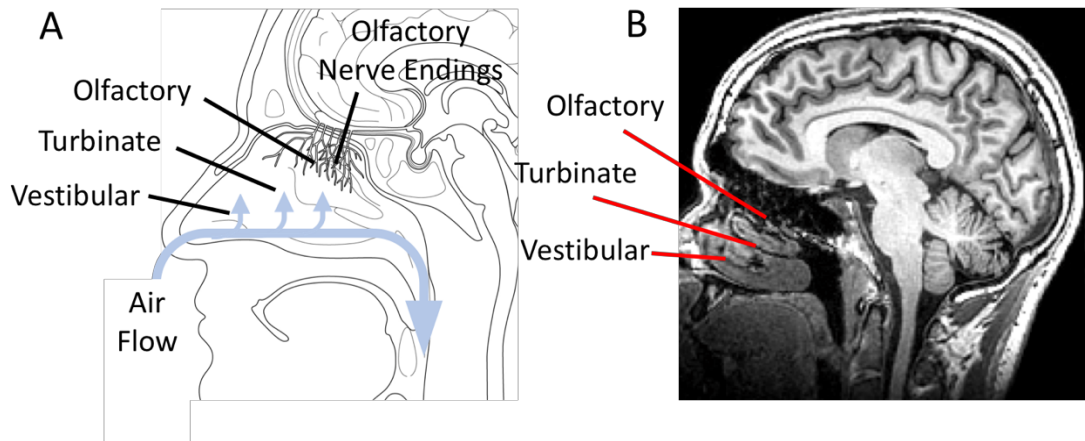 A
Olfactory
Nerve Endings
Olfactory
Turbinate
Vestibular
Air
Flow
B
Olfactory
Turbinate
Vestibular